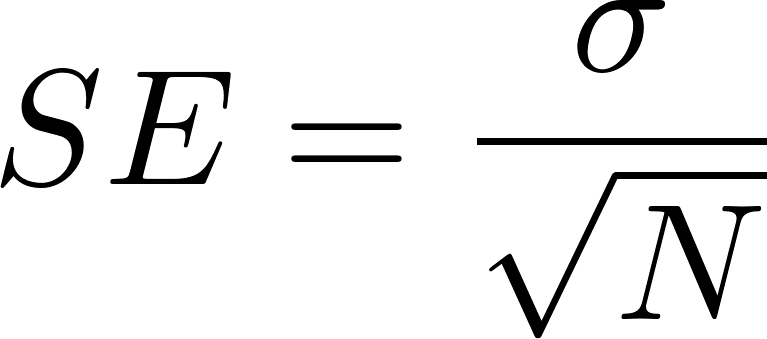 SE = σ / √N